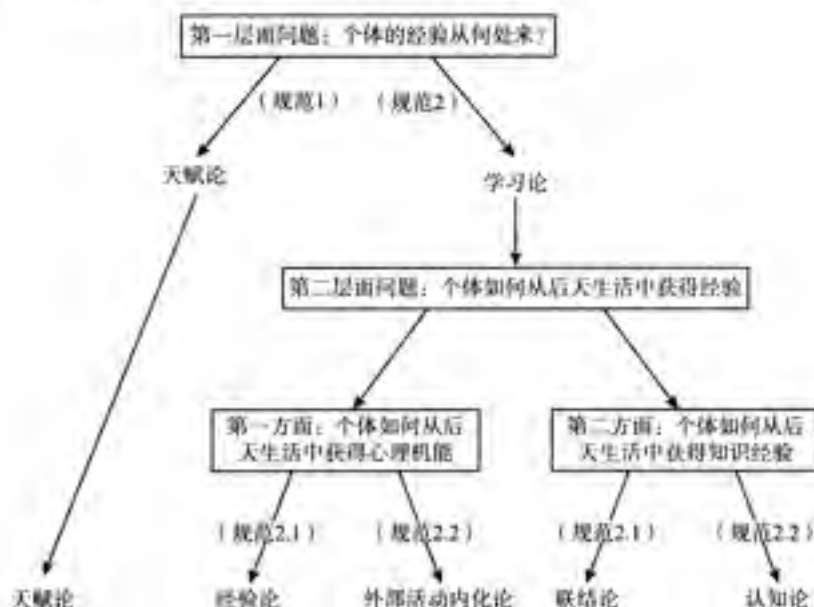 第一层面问题：个体的经验从何处来？
（规范1）
（规范2）
天赋论
学习论
第二层面问题：个体如何从后天生活中获得经验
第一方面：个体如何从后
天生活中获得心理机能
第二方面：个体如何从后
天生活中获得知识经验
（规范2.1）
（规范2.2）
（规范2.1）
（规范2.2）
天赋论
经验论
外部活动内化论
联结论
认知论